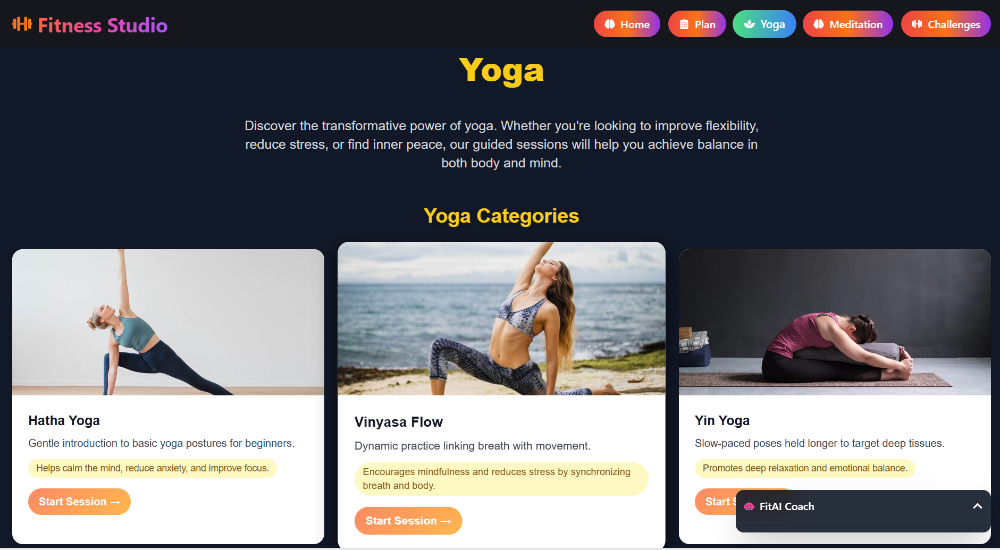 Fitness Studio
Home
Plan
Yoga
Meditation
Challenges
Yoga
Discover the transformative power of yoga. Whether you're looking to improve flexibility,
reduce stress, or find inner peace, our guided sessions will help you achieve balance in
both body and mind.
Yoga Categories
Hatha Yoga
Gentle introduction to basic yoga postures for beginners.
Helps calm the mind, reduce anxiety, and improve focus.
Start Session →
Vinyasa Flow
Dynamic practice linking breath with movement.
Encourages mindfulness and reduces stress by synchronizing
breath and body.
Start Session →
Yin Yoga
Slow-paced poses held longer to target deep tissues.
Promotes deep relaxation and emotional balance.
Start
FitAI Coach